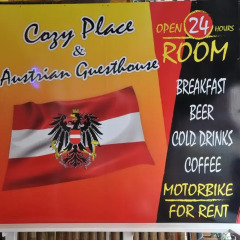 Cozy Place
&
Austrian Guesthouse
OPEN 24 HOURS
ROOM
BREAKFAST
BEER
COLD DRINKS
COFFEE
MOTORBIKE
FOR RENT